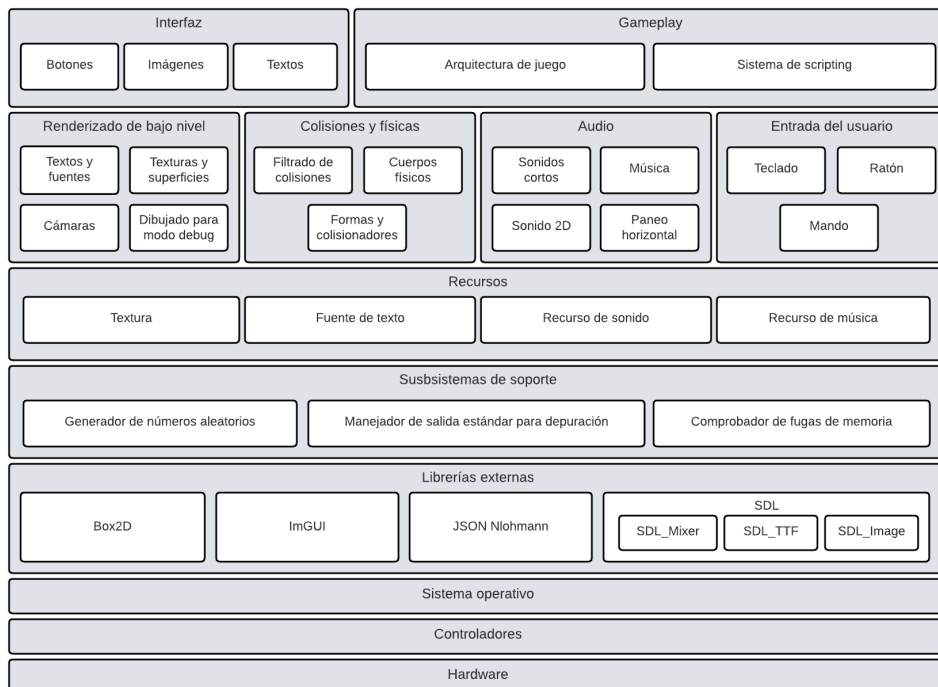 Interfaz
Gameplay
Botones
Imágenes
Textos
Arquitectura de juego
Sistema de scripting
Renderizado de bajo nivel
Textos y
fuentes
Texturas y
superficies
Cámaras
Dibujado para
modo debug
Colisiones y físicas
Filtrado de
colisiones
Cuerpos
físicos
Formas y
colisionadores
Audio
Sonidos
cortos
Música
Sonido 2D
Paneo
horizontal
Entrada del usuario
Teclado
Ratón
Mando
Recursos
Textura
Fuente de texto
Recurso de sonido
Recurso de música
Susbsistemas de soporte
Generador de números aleatorios
Manejador de salida estándar para depuración
Comprobador de fugas de memoria
Librerías externas
Box2D
ImGUI
JSON Nlohmann
SDL
SDL_Mixer
SDL_TTF
SDL_Image
Sistema operativo
Controladores
Hardware